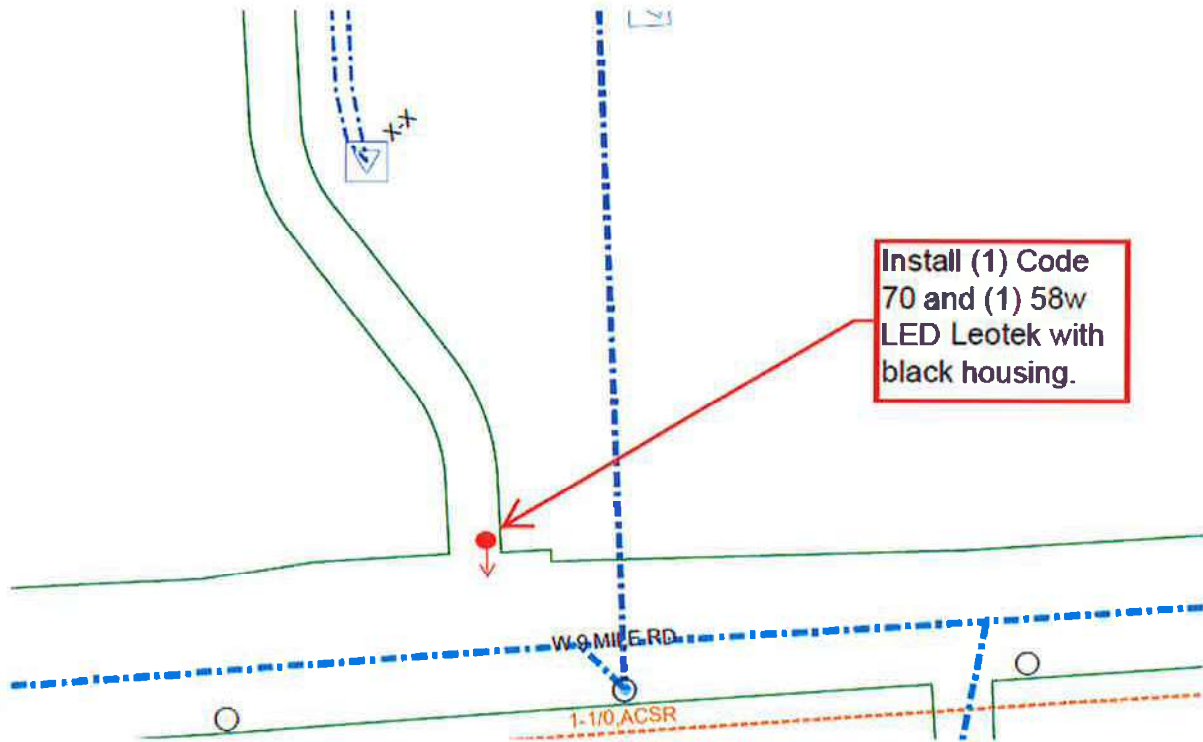 X-X
Install (1) Code
70 and (1) 58w
LED Leotek with
black housing.
W 9 MILE RD
1-1/0,ACSR